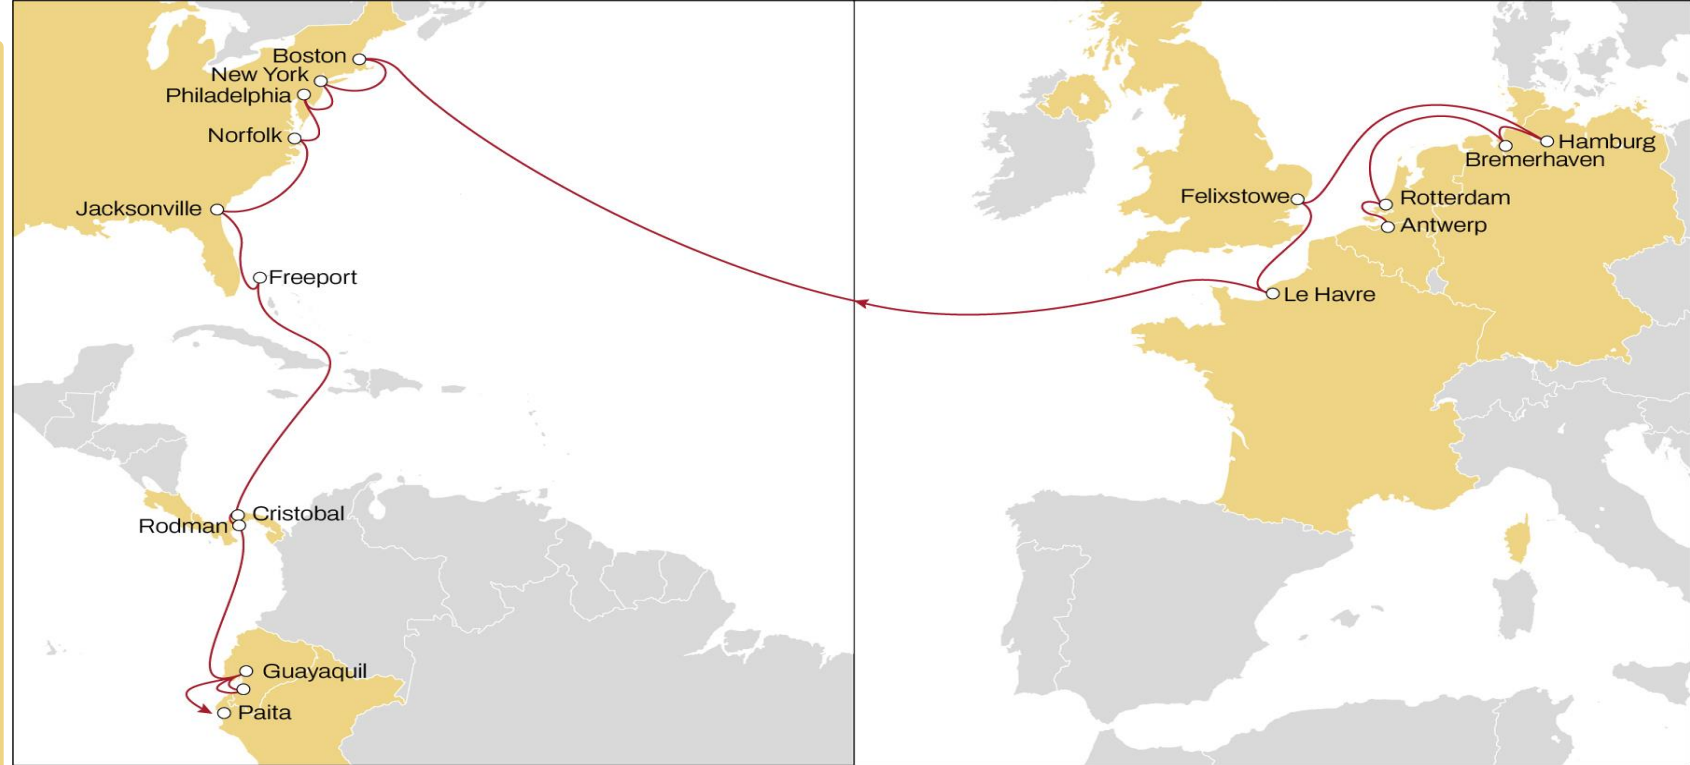 Boston
New York
Philadelphia
Norfolk
Jacksonville
Freeport
Cristobal
Rodman
Guayaquil
Paita
Hamburg
Bremerhaven
Felixstowe
Rotterdam
Antwerp
Le Havre